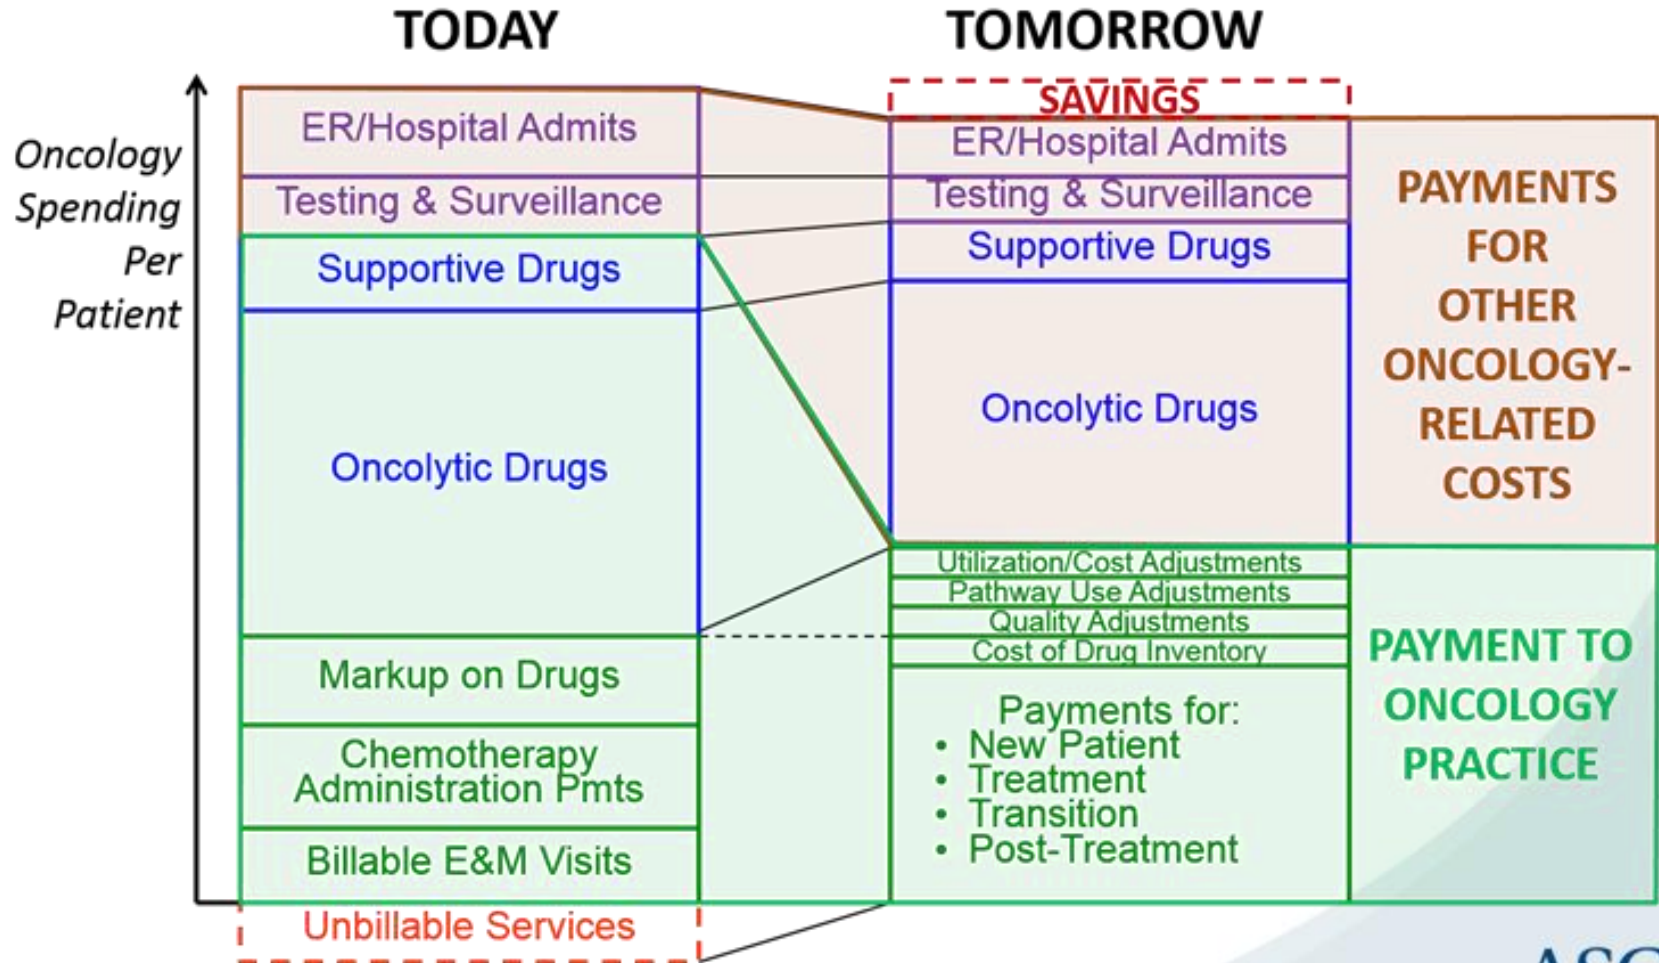 TODAY
TOMORROW
Oncology
Spending
Per
Patient
ER/Hospital Admits
Testing & Surveillance
Supportive Drugs
Oncolytic Drugs
Markup on Drugs
Chemotherapy
Administration Pmts
Billable E&M Visits
Unbillable Services
SAVINGS
ER/Hospital Admits
Testing & Surveillance
Supportive Drugs
Oncolytic Drugs
Utilization/Cost Adjustments
Pathway Use Adjustments
Quality Adjustments
Cost of Drug Inventory
Payments for:
• New Patient
• Treatment
• Transition
• Post-Treatment
PAYMENTS
FOR
OTHER
ONCOLOGY-
RELATED
COSTS
PAYMENT TO
ONCOLOGY
PRACTICE